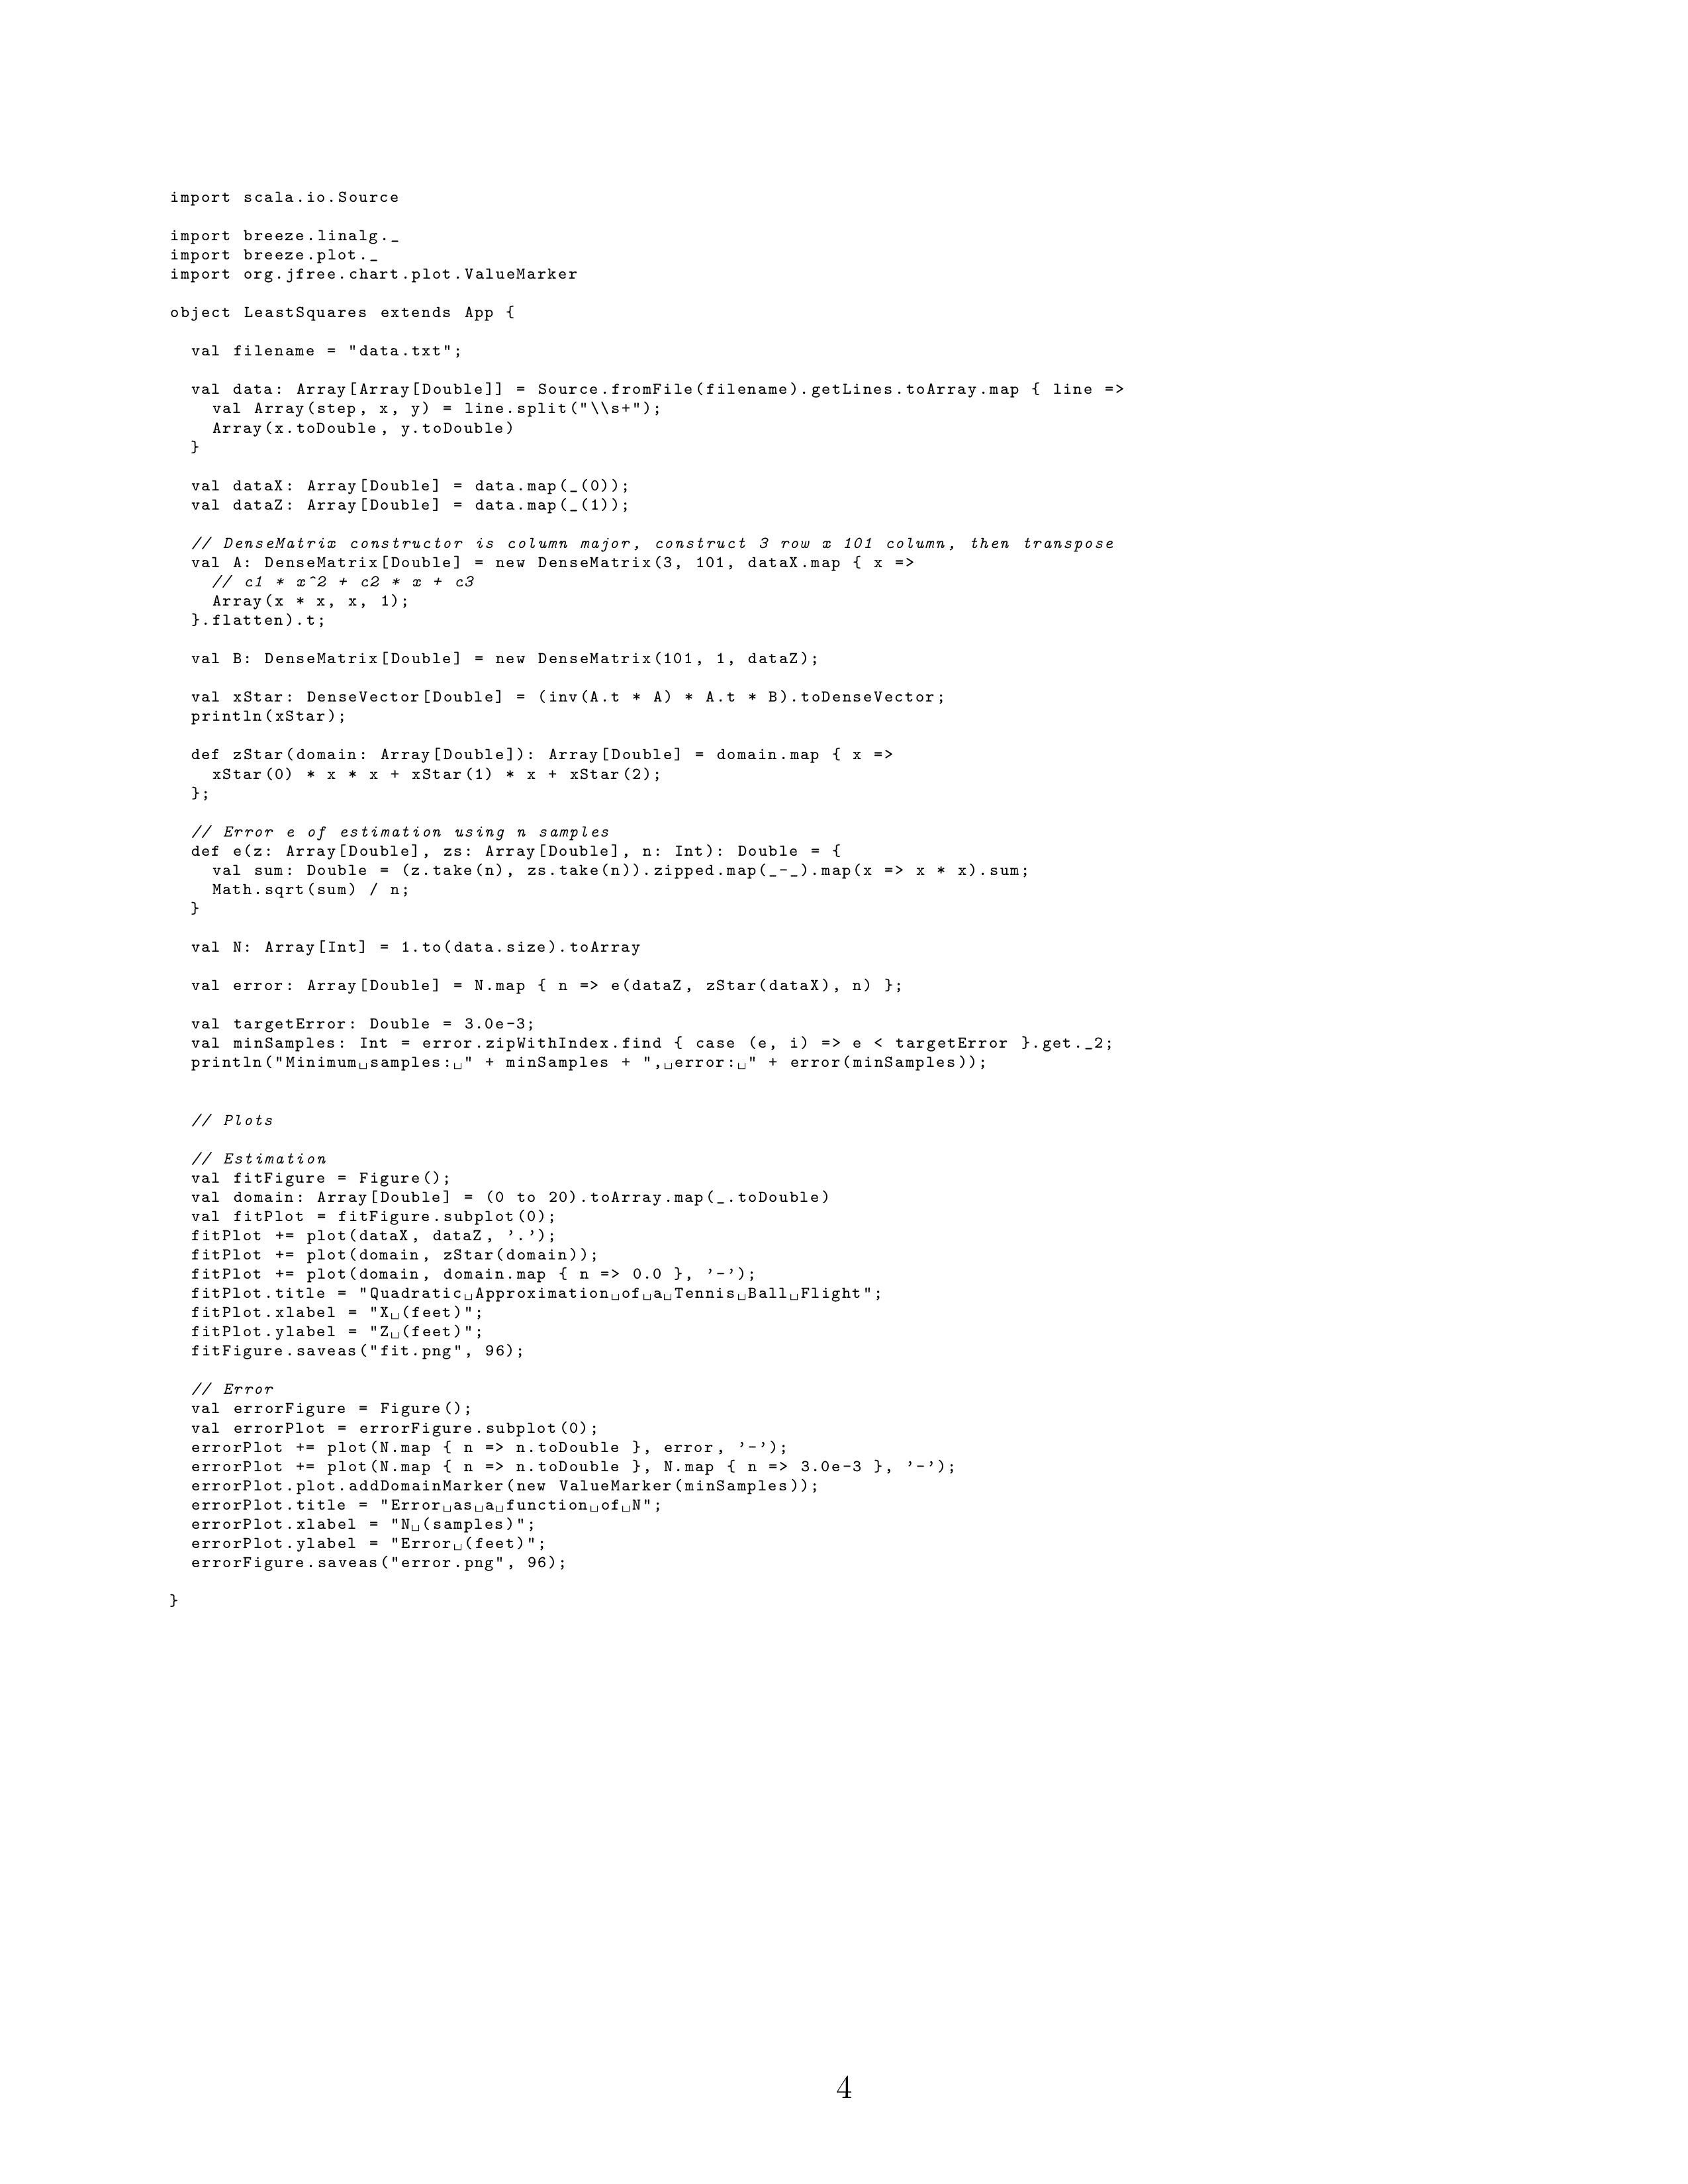 import scala.io.Source
import breeze.linalg._
import breeze.plot._
import org.jfree.chart.plot.ValueMarker
object LeastSquares extends App {
val filename = "data.txt";
val data: Array[Array[Double]] = Source.fromFile(filename).getLines.toArray.map { line =>
val Array(step, x, y) = line.split("\\s+");
Array(x.toDouble, y.toDouble)
}
val dataX: Array[Double] = data.map(_(0));
val dataZ: Array[Double] = data.map(_(1));
// DenseMatrix constructor is column major, construct 3 row x 101 column, then transpose
val A: DenseMatrix[Double] = new DenseMatrix(3, 101, dataX.map { x =>
// c1 * x^2 + c2 * x + c3
Array(x * x, x, 1);
}.flatten).t;
val B: DenseMatrix[Double] = new DenseMatrix(101, 1, dataZ);
val xStar: DenseVector[Double] = (inv(A.t * A) * A.t * B).toDenseVector;
println(xStar);
def zStar(domain: Array[Double]): Array[Double] = domain.map { x =>
xStar(0) * x * x + xStar(1) * x + xStar(2);
};
// Error e of estimation using n samples
def e(z: Array[Double], zs: Array[Double], n: Int): Double = {
val sum: Double = (z.take(n), zs.take(n)).zipped.map(_-_).map(x => x * x).sum;
Math.sqrt(sum) / n;
}
val N: Array[Int] = 1.to(data.size).toArray
val error: Array[Double] = N.map { n => e(dataZ, zStar(dataX), n) };
val targetError: Double = 3.0e-3;
val minSamples: Int = error.zipWithIndex.find { case (e, i) => e < targetError }.get._2;
println("Minimum␣samples:␣" + minSamples + ",␣error:␣" + error(minSamples));
// Plots
// Estimation
val fitFigure = Figure();
val domain: Array[Double] = (0 to 20).toArray.map(_.toDouble)
val fitPlot = fitFigure.subplot(0);
fitPlot += plot(dataX, dataZ, '.');
fitPlot += plot(domain, zStar(domain));
fitPlot += plot(domain, domain.map { n => 0.0 }, '-');
fitPlot.title = "Quadratic␣Approximation␣of␣a␣Tennis␣Ball␣Flight";
fitPlot.xlabel = "X␣(feet)";
fitPlot.ylabel = "Z␣(feet)";
fitFigure.saveas("fit.png", 96);
// Error
val errorFigure = Figure();
val errorPlot = errorFigure.subplot(0);
errorPlot += plot(N.map { n => n.toDouble }, error, '-');
errorPlot += plot(N.map { n => n.toDouble }, N.map { n => 3.0e-3 }, '-');
errorPlot.plot.addDomainMarker(new ValueMarker(minSamples));
errorPlot.title = "Error␣as␣a␣function␣of␣N";
errorPlot.xlabel = "N␣(samples)";
errorPlot.ylabel = "Error␣(feet)";
errorFigure.saveas("error.png", 96);
}
4